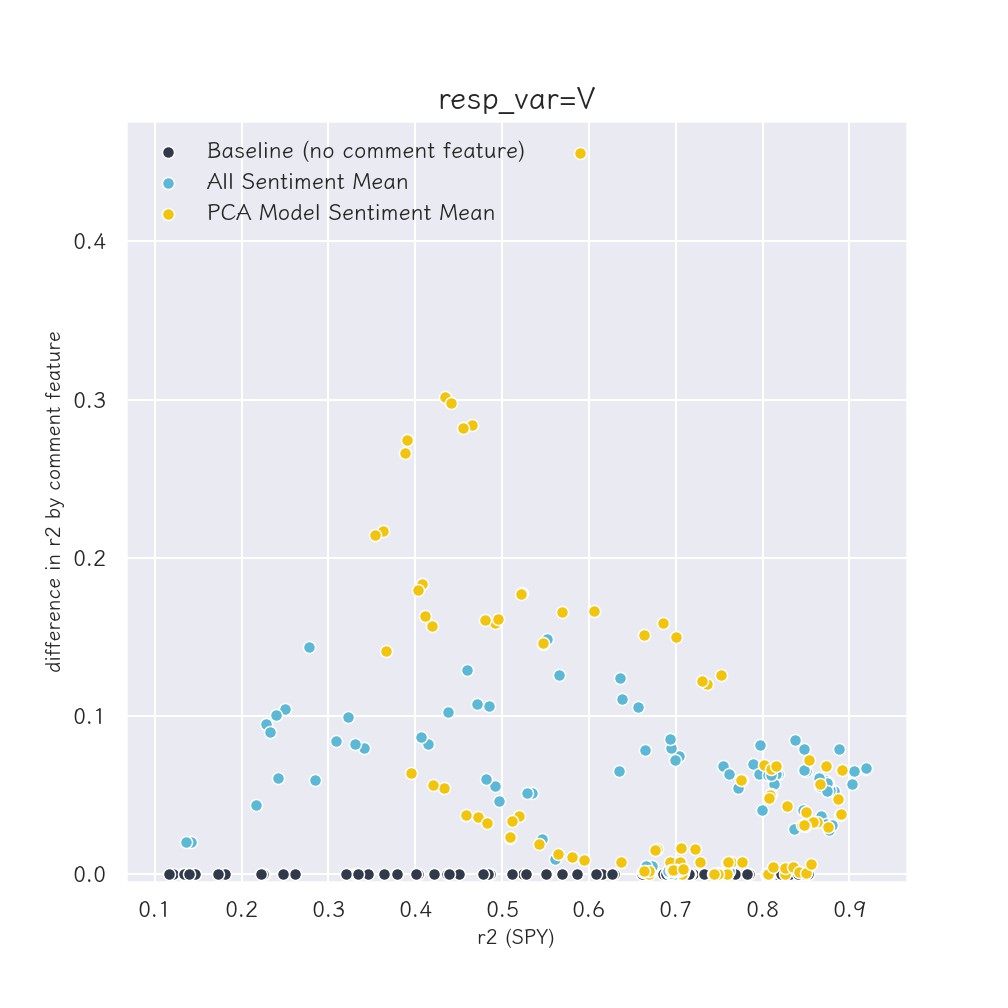 resp_var=V
Baseline (no comment feature)
All Sentiment Mean
PCA Model Sentiment Mean
difference in r2 by comment feature
0.4
0.3
0.2
0.1
0.0
0.1 0.2 0.3 0.4 0.5 0.6 0.7 0.8 0.9
r2 (SPY)